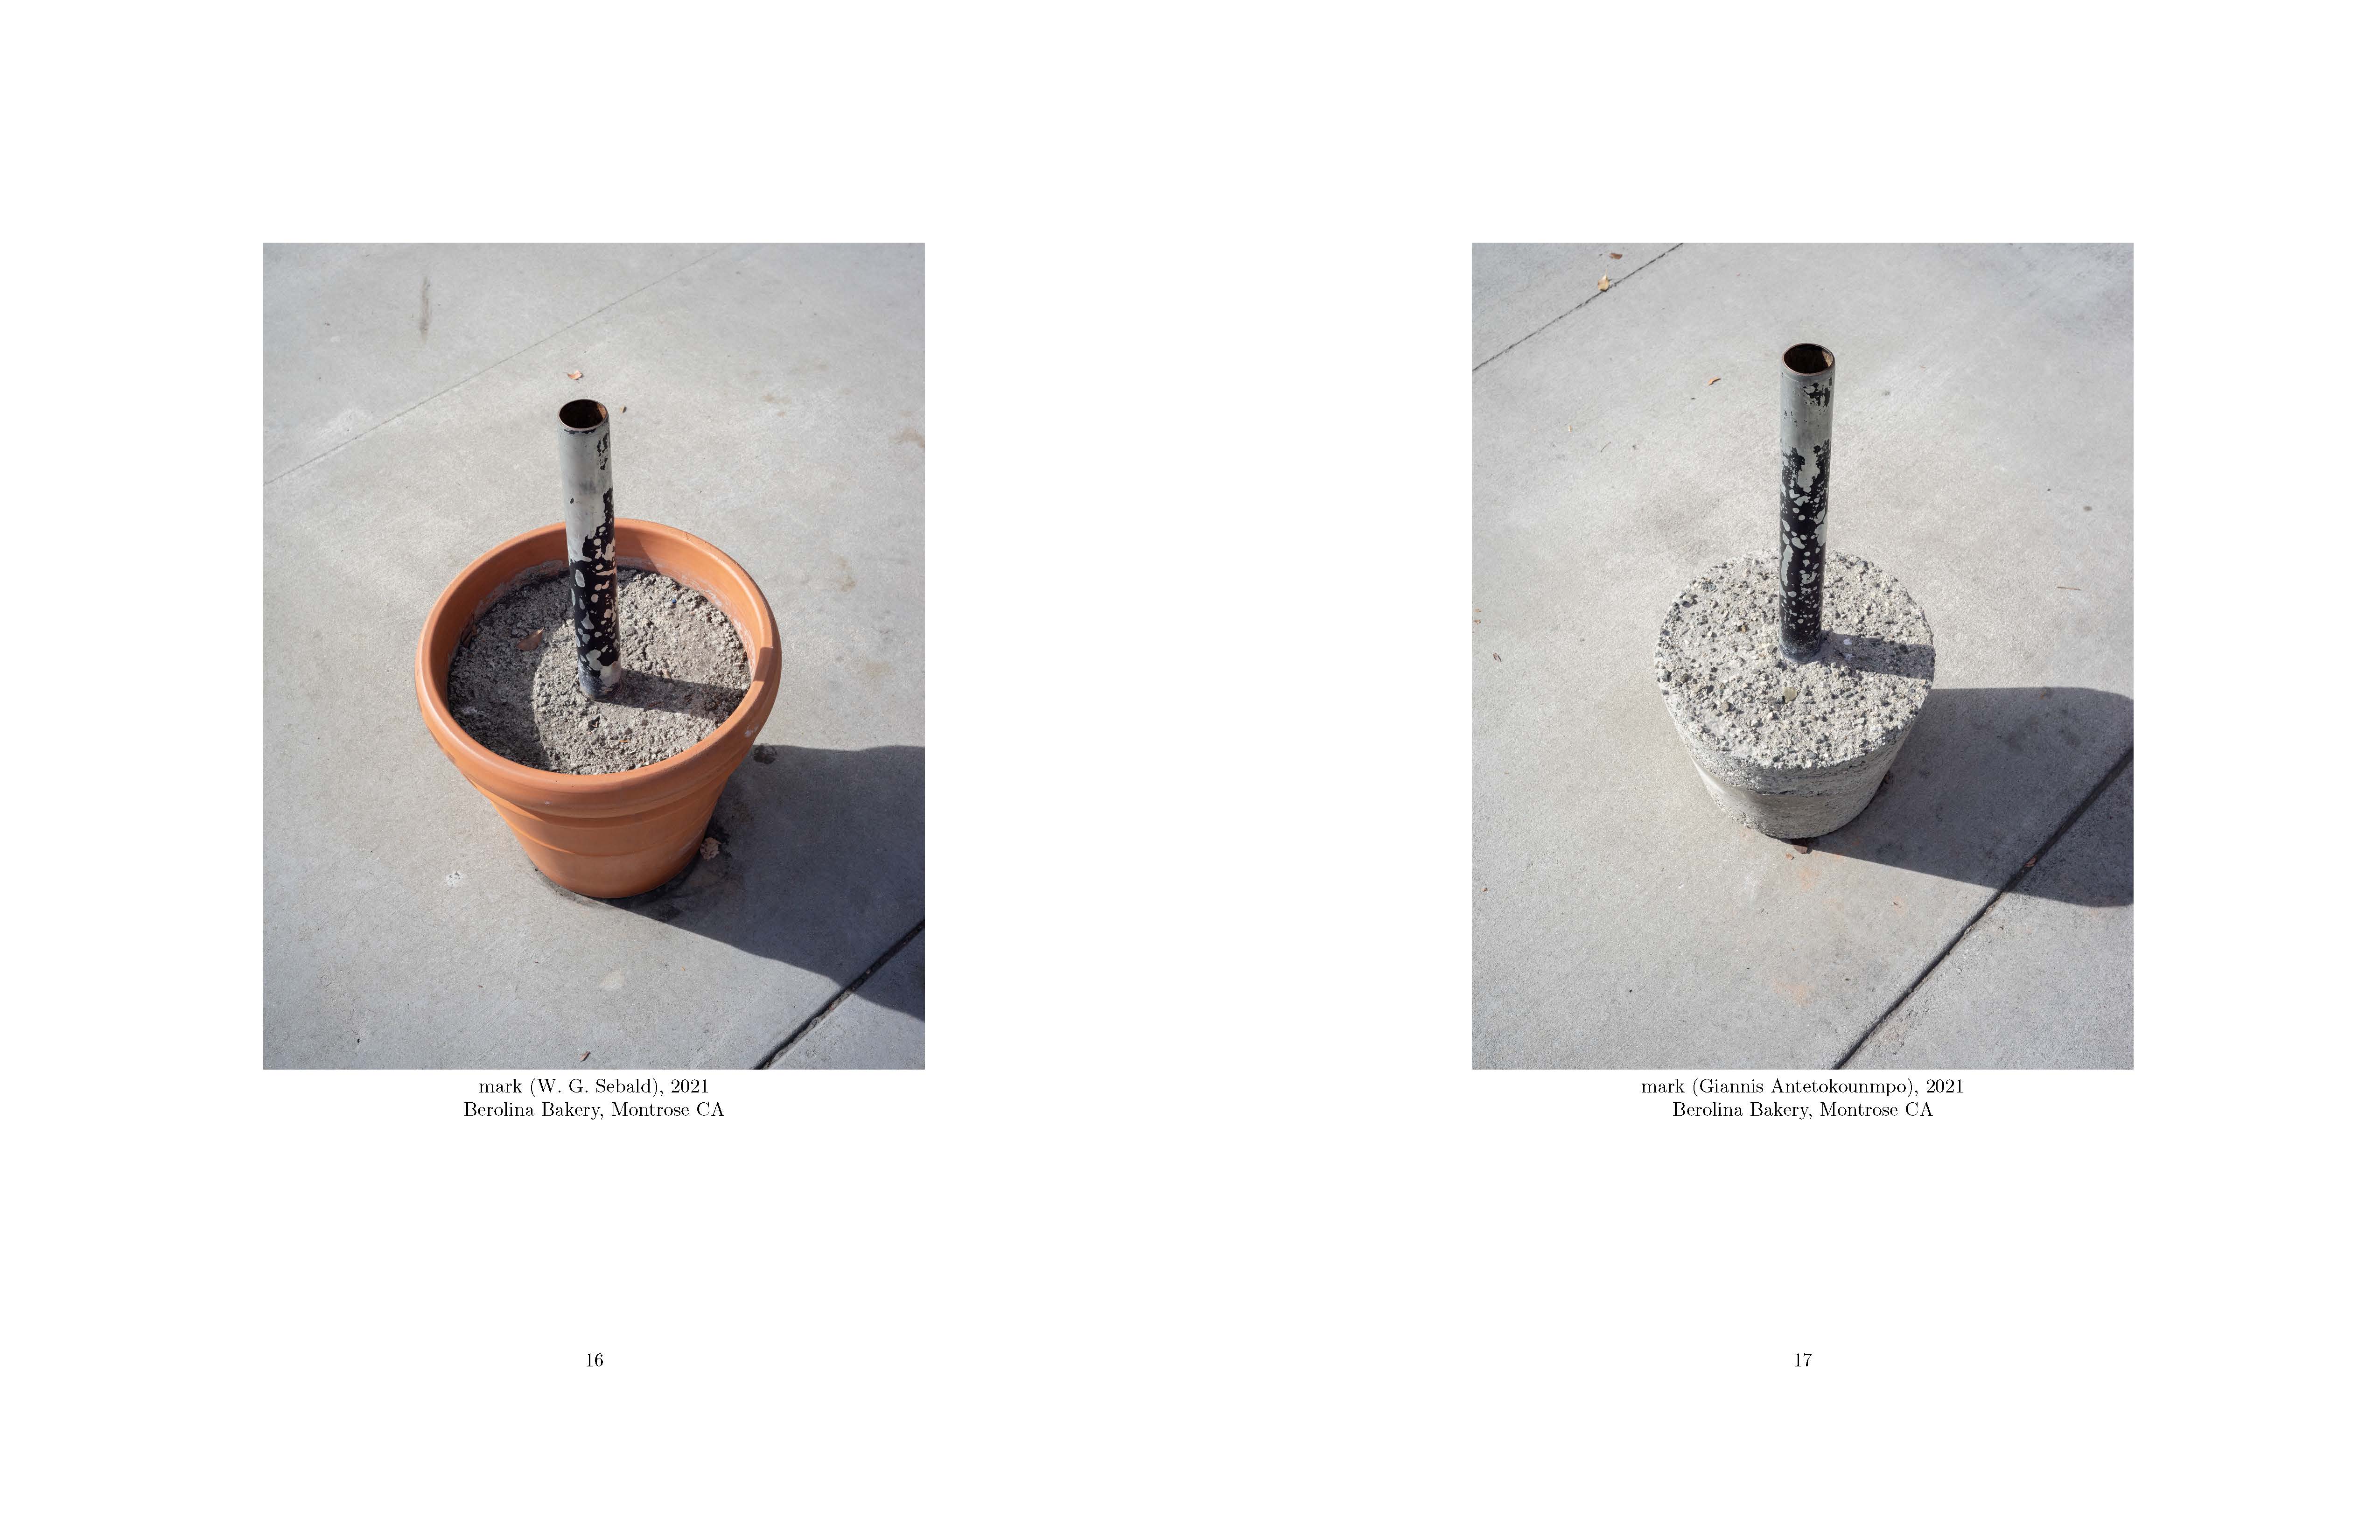 mark (W. G. Sebald), 2021
Berolina Bakery, Montrose CA
16
mark (Giannis Antetokounmpo), 2021
Berolina Bakery, Montrose CA
17